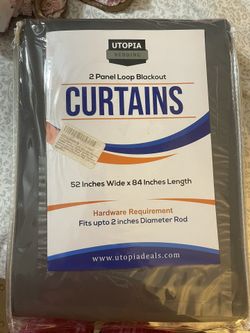 UTOPIA
BEDDING
2 Panel Loop Blackout
CURTAINS
52 Inches Wide x 84 Inches Length
Hardware Requirement
Fits upto 2 inches Diameter Rod
www.utopiadeals.com